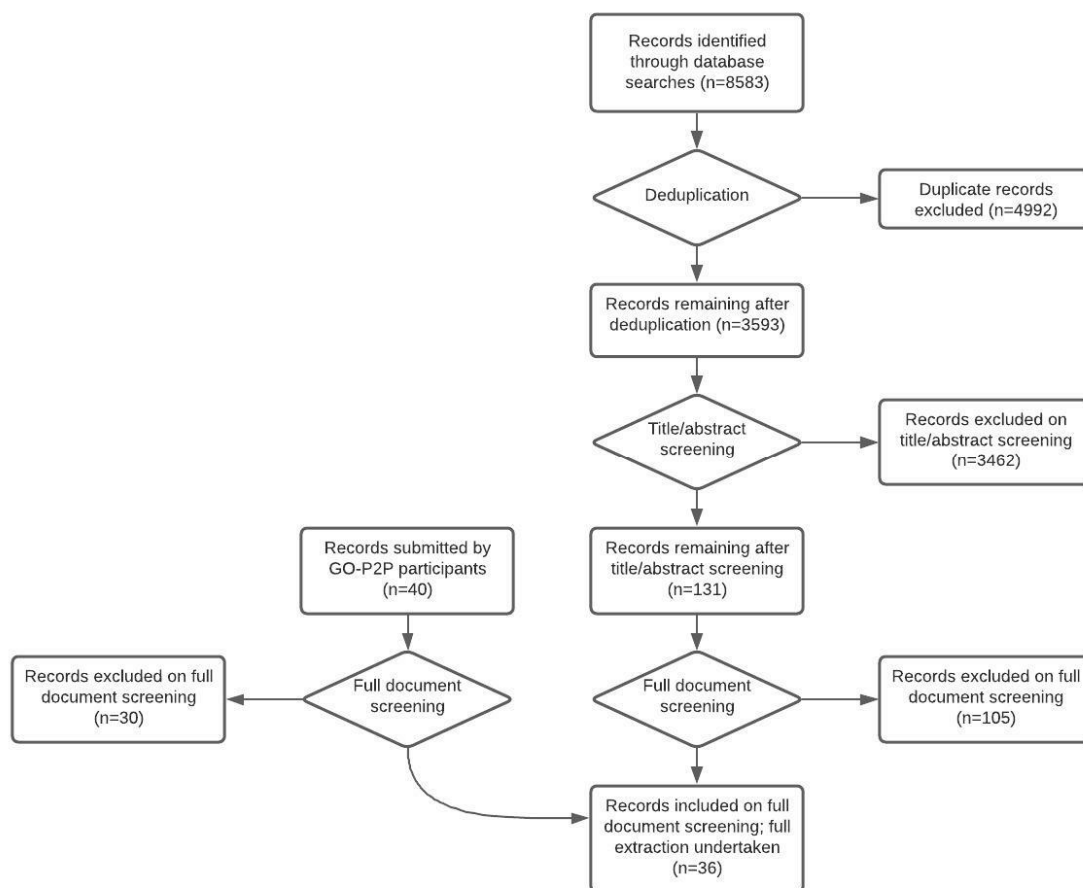 Records identified
through database
searches (n=8583)
Deduplication
Duplicate records
excluded (n=4992)
Records remaining after
deduplication (n=3593)
Title/abstract
screening
Records excluded on
title/abstract screening
(n=3462)
Records submitted by
GO-P2P participants
(n=40)
Records remaining after
title/abstract screening
(n=131)
Records excluded on full
document screening
(n=30)
Full document
screening
Full document
screening
Records excluded on full
document screening
(n=105)
Records included on full
document screening; full
extraction undertaken
(n=36)